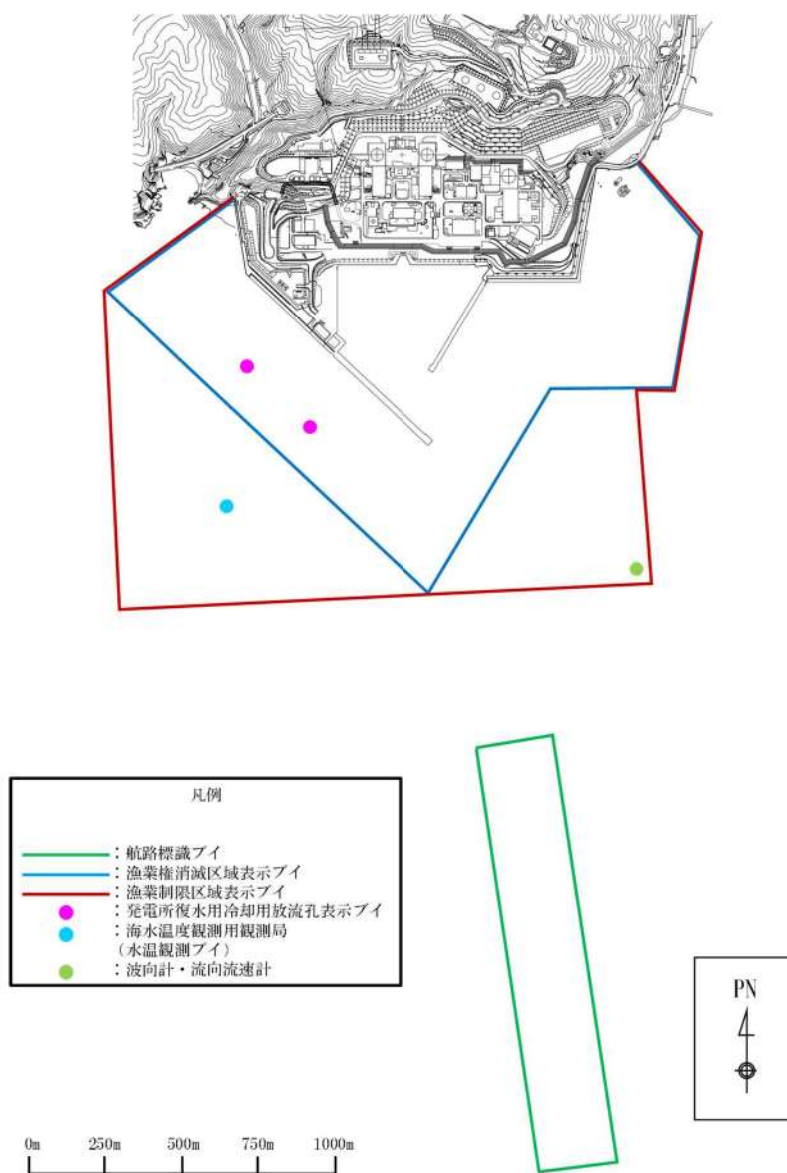 凡例
：航路標識ブイ
：漁業権消滅区域表示ブイ
：漁業制限区域表示ブイ
：発電所復水用冷却用放流孔表示ブイ
：海水温度観測用観測局
（水温観測ブイ）
：波向計・流向流速計
PN
0m 250m 500m 750m 1000m